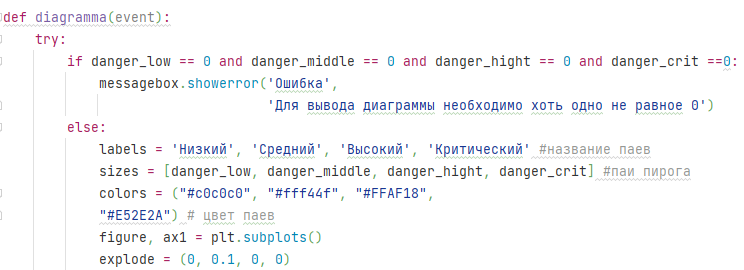 def diagramma(event):
    try:
        if danger_low == 0 and danger_middle == 0 and danger_hight == 0 and danger_crit ==0:
            messagebox.showerror('Ошибка',
                                 'Для вывода диаграммы необходимо хоть одно не равное 0')
        else:
            labels = 'Низкий', 'Средний', 'Высокий', 'Критический' #название паев
            sizes = [danger_low, danger_middle, danger_hight, danger_crit] #паи пирога
            colors = ("#c0c0c0", "#fff44f", "#FFAF18",
            "#E52E2A") # цвет паев
            figure, ax1 = plt.subplots()
            explode = (0, 0.1, 0, 0)